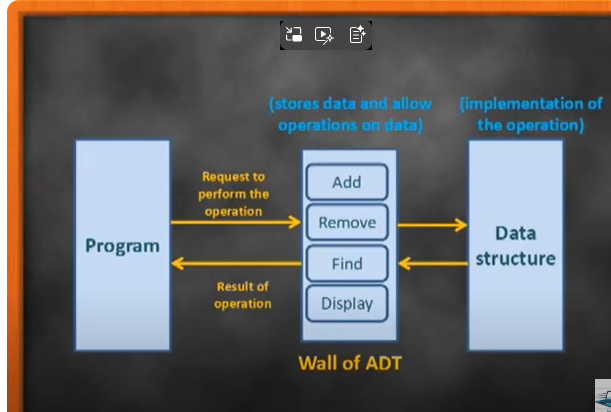 (stores data and allow
operations on data)
(implementation of
the operation)
Program
Request to
perform the
operation
Result of
operation
Add
Remove
Find
Display
Wall of ADT
Data
structure